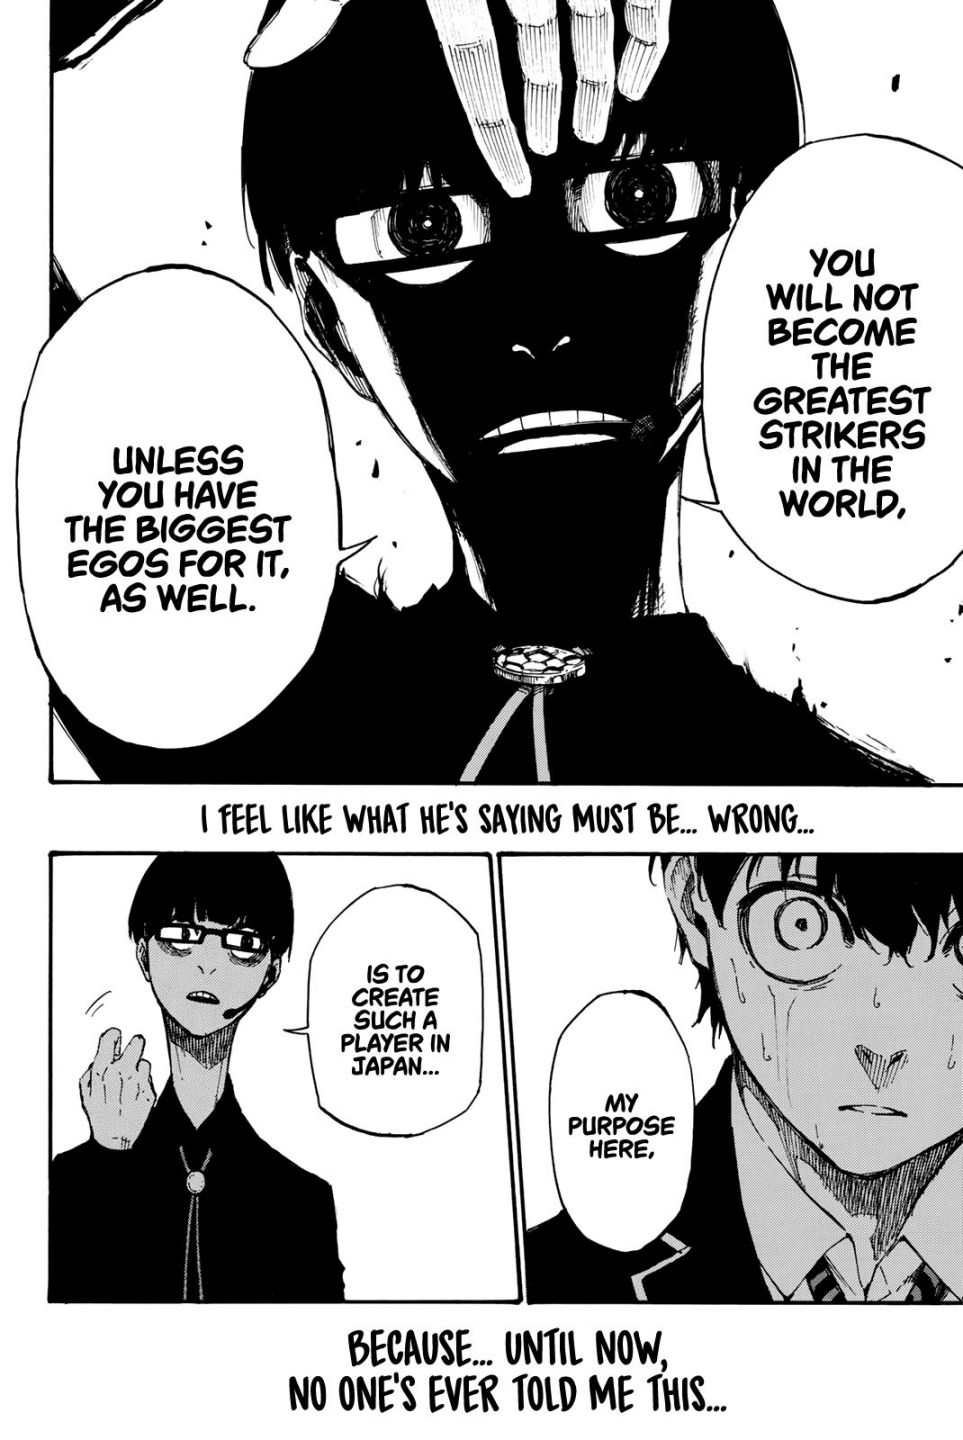 YOU
WILL NOT
BECOME
THE
GREATEST
STRIKERS
IN THE
WORLD,
UNLESS
YOU HAVE
THE BIGGEST
EGOS FOR IT,
AS WELL.
I FEEL LIKE WHAT HE'S SAYING MUST BE... WRONG...
MY
PURPOSE
HERE,
IS TO
CREATE
SUCH A
PLAYER IN
JAPAN...
BECAUSE... UNTIL NOW,
NO ONE'S EVER TOLD ME THIS...